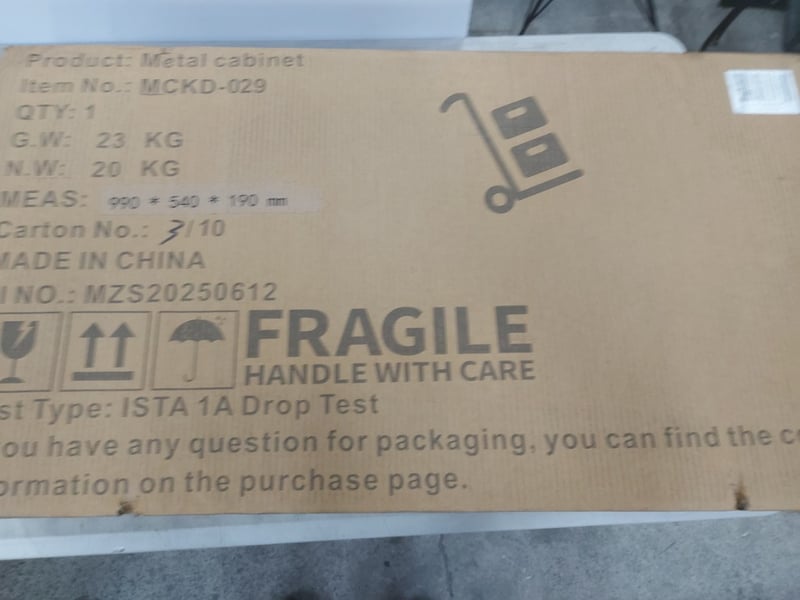 Product: Metal cabinet
Item No.: MCKD-029
QTY: 1
G.W: 23 KG
N.W: 20 KG
MEAS: 990 * 540 * 190 mm
Carton No.: 3/10
MADE IN CHINA
I NO.: MZS20250612
FRAGILE
HANDLE WITH CARE
st Type: ISTA 1A Drop Test
you have any question for packaging, you can find the co
ormation on the purchase page.